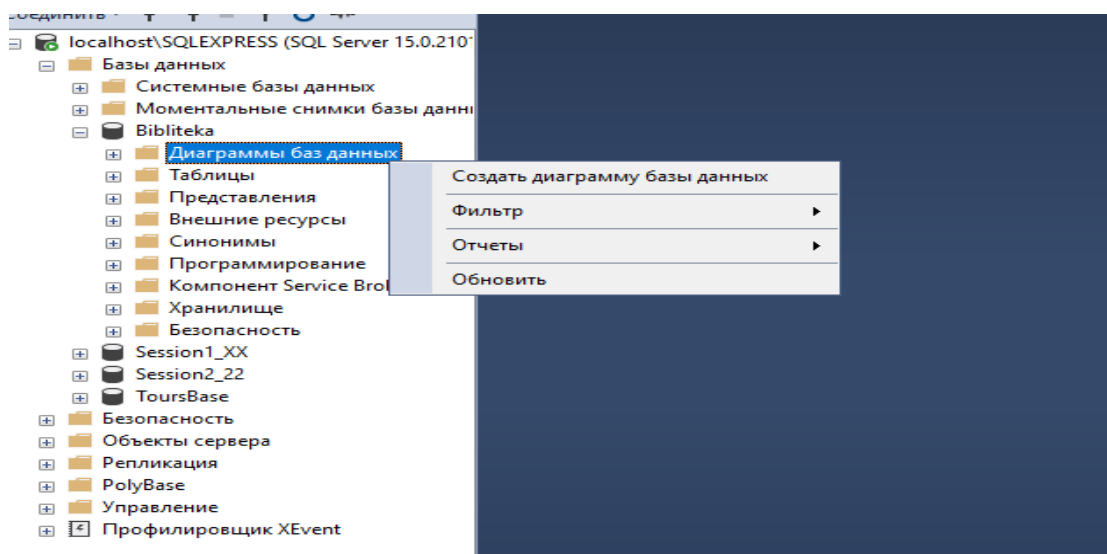 Соединить
localhost\SQLEXPRESS (SQL Server 15.0.210
Базы данных
Системные базы данных
Моментальные снимки базы данн
Bibliteka
Диаграммы баз данных
Таблицы
Представления
Внешние ресурсы
Синонимы
Программирование
Компонент Service Bro
Хранилище
Безопасность
Session1_XX
Session2_22
ToursBase
Безопасность
Объекты сервера
Репликация
PolyBase
Управление
Профилировщик XEvent
Создать диаграмму базы данных
Фильтр
Отчеты
Обновить